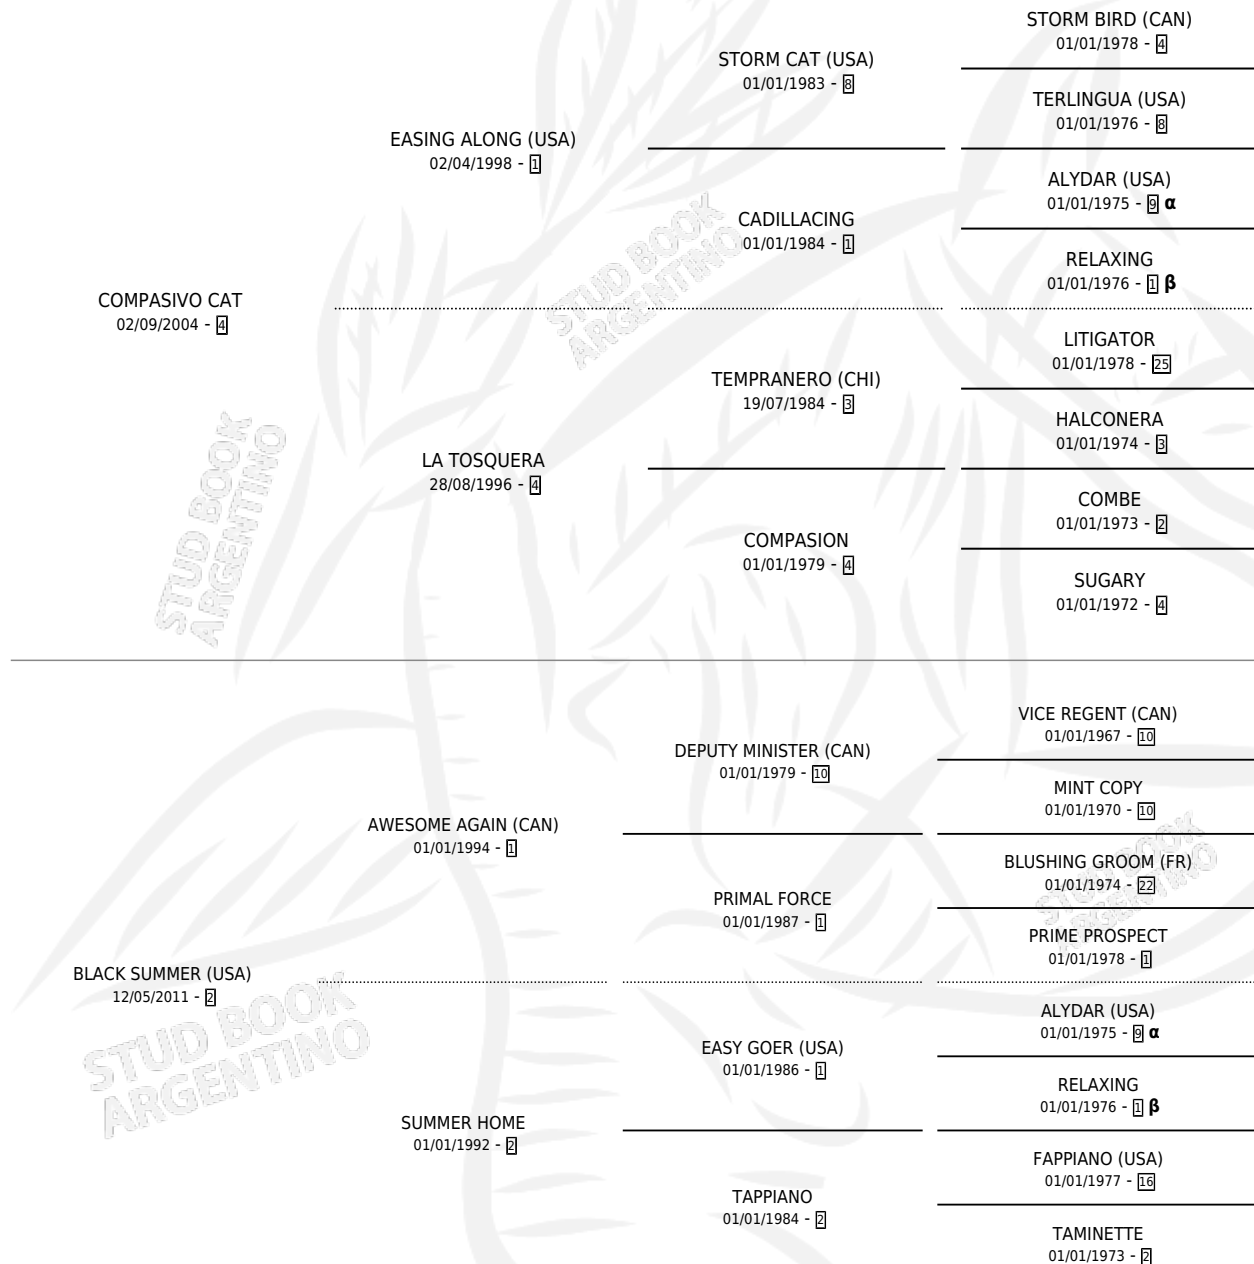 STORM BIRD (CAN)
01/01/1978 - 4
STORM CAT (USA)
01/01/1983 - 8
TERLINGUA (USA)
01/01/1976 - 8
EASING ALONG (USA)
02/04/1998 - 1
ALYDAR (USA)
01/01/1975 - 9 α
CADILLACING
01/01/1984 - 1
RELAXING
01/01/1976 - 1 β
COMPASIVO CAT
02/09/2004 - 4
LITIGATOR
01/01/1978 - 25
TEMPRANERO (CHI)
19/07/1984 - 3
HALCONERA
01/01/1974 - 3
LA TOSQUERA
28/08/1996 - 4
COMBE
01/01/1973 - 2
COMPASION
01/01/1979 - 4
SUGARY
01/01/1972 - 4
STUD BOOK
ARGENTINO
STUD BOOK
ARGENTINO
VICE REGENT (CAN)
01/01/1967 - 10
DEPUTY MINISTER (CAN)
01/01/1979 - 10
MINT COPY
01/01/1970 - 10
AWESOME AGAIN (CAN)
01/01/1994 - 1
BLUSHING GROOM (FR)
01/01/1974 - 22
PRIMAL FORCE
01/01/1987 - 1
PRIME PROSPECT
01/01/1978 - 1
STUD BOOK
ARGENTINO
BLACK SUMMER (USA)
12/05/2011 - 2
ALYDAR (USA)
01/01/1975 - 9 α
EASY GOER (USA)
01/01/1986 - 1
RELAXING
01/01/1976 - 1 β
SUMMER HOME
01/01/1992 - 2
FAPPIANO (USA)
01/01/1977 - 16
TAPPIANO
01/01/1984 - 2
TAMINETTE
01/01/1973 - 2
STUD BOOK
ARGENTINO